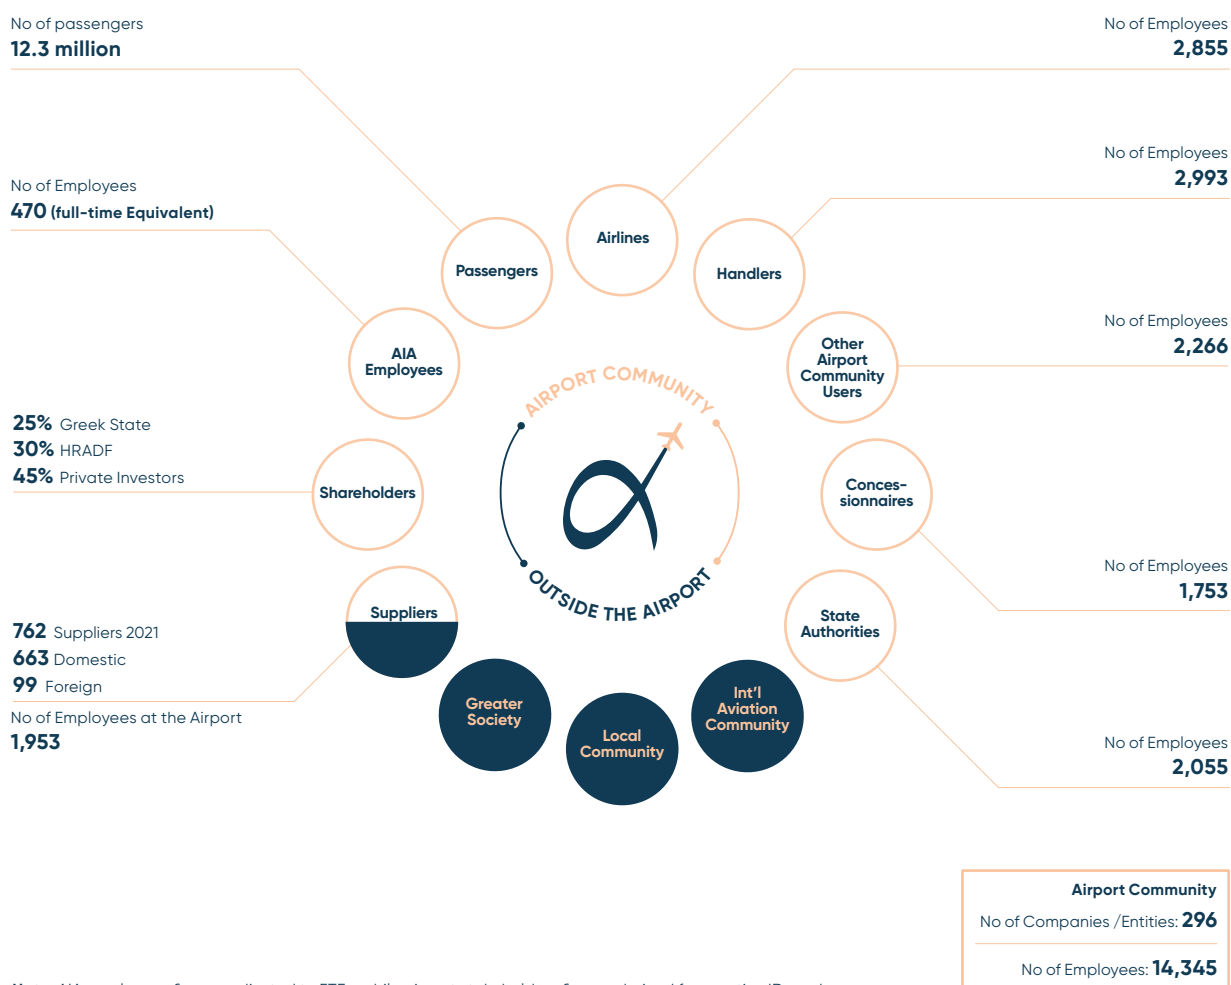 No of passengers
12.3 million
No of Employees
2,855
No of Employees
2,993
No of Employees
470 (full-time Equivalent)
Airlines
Passengers
Handlers
No of Employees
2,266
AIA
Employees
Other
Airport
Community
Users
AIRPORT COMMUNITY
25% Greek State
30% HRADF
45% Private Investors
Shareholders
Conces-
sionnaires
No of Employees
1,753
OUTSIDE THE AIRPORT
Suppliers
State
Authorities
762 Suppliers 2021
663 Domestic
99 Foreign
No of Employees at the Airport
1,953
Greater
Society
Local
Community
Int'l
Aviation
Community
No of Employees
2,055
Airport Community
No of Companies /Entities: 296
No of Employees: 14,345